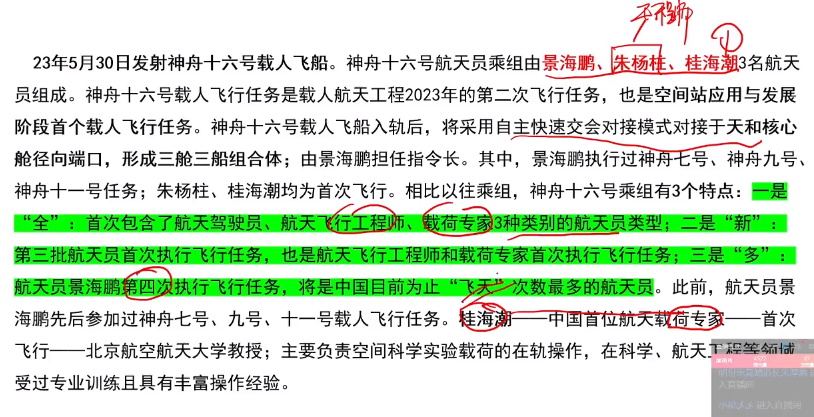 工程师
①
23年5月30日发射神舟十六号载人飞船。神舟十六号航天员乘组由景海鹏、朱杨柱、桂海潮3名航天
员组成。神舟十六号载人飞行任务是载人航天工程2023年的第二次飞行任务，也是空间站应用与发展
阶段首个载人飞行任务。神舟十六号载人飞船入轨后，将采用自主快速交会对接模式对接于天和核心
舱径向端口，形成三舱三船组合体；由景海鹏担任指令长。其中，景海鹏执行过神舟七号、神舟九号、
神舟十一号任务；朱杨柱、桂海潮均为首次飞行。相比以往乘组，神舟十六号乘组有3个特点：一是
“全”：首次包含了航天驾驶员、航天飞行工程师、载荷专家3种类别的航天员类型；二是“新”：
第三批航天员首次执行飞行任务，也是航天飞行工程师和载荷专家首次执行飞行任务；三是“多”：
航天员景海鹏第四次执行飞行任务，将是中国目前为止“飞天”次数最多的航天员。此前，航天员景
海鹏先后参加过神舟七号、九号、十一号载人飞行任务。桂海潮——中国首位航天载荷专家——首次
飞行——北京航空航天大学教授；主要负责空间科学实验载荷的在轨操作，在科学、航天工程等领域
受过专业训练且具有丰富操作经验。
入直播间
进入直播间